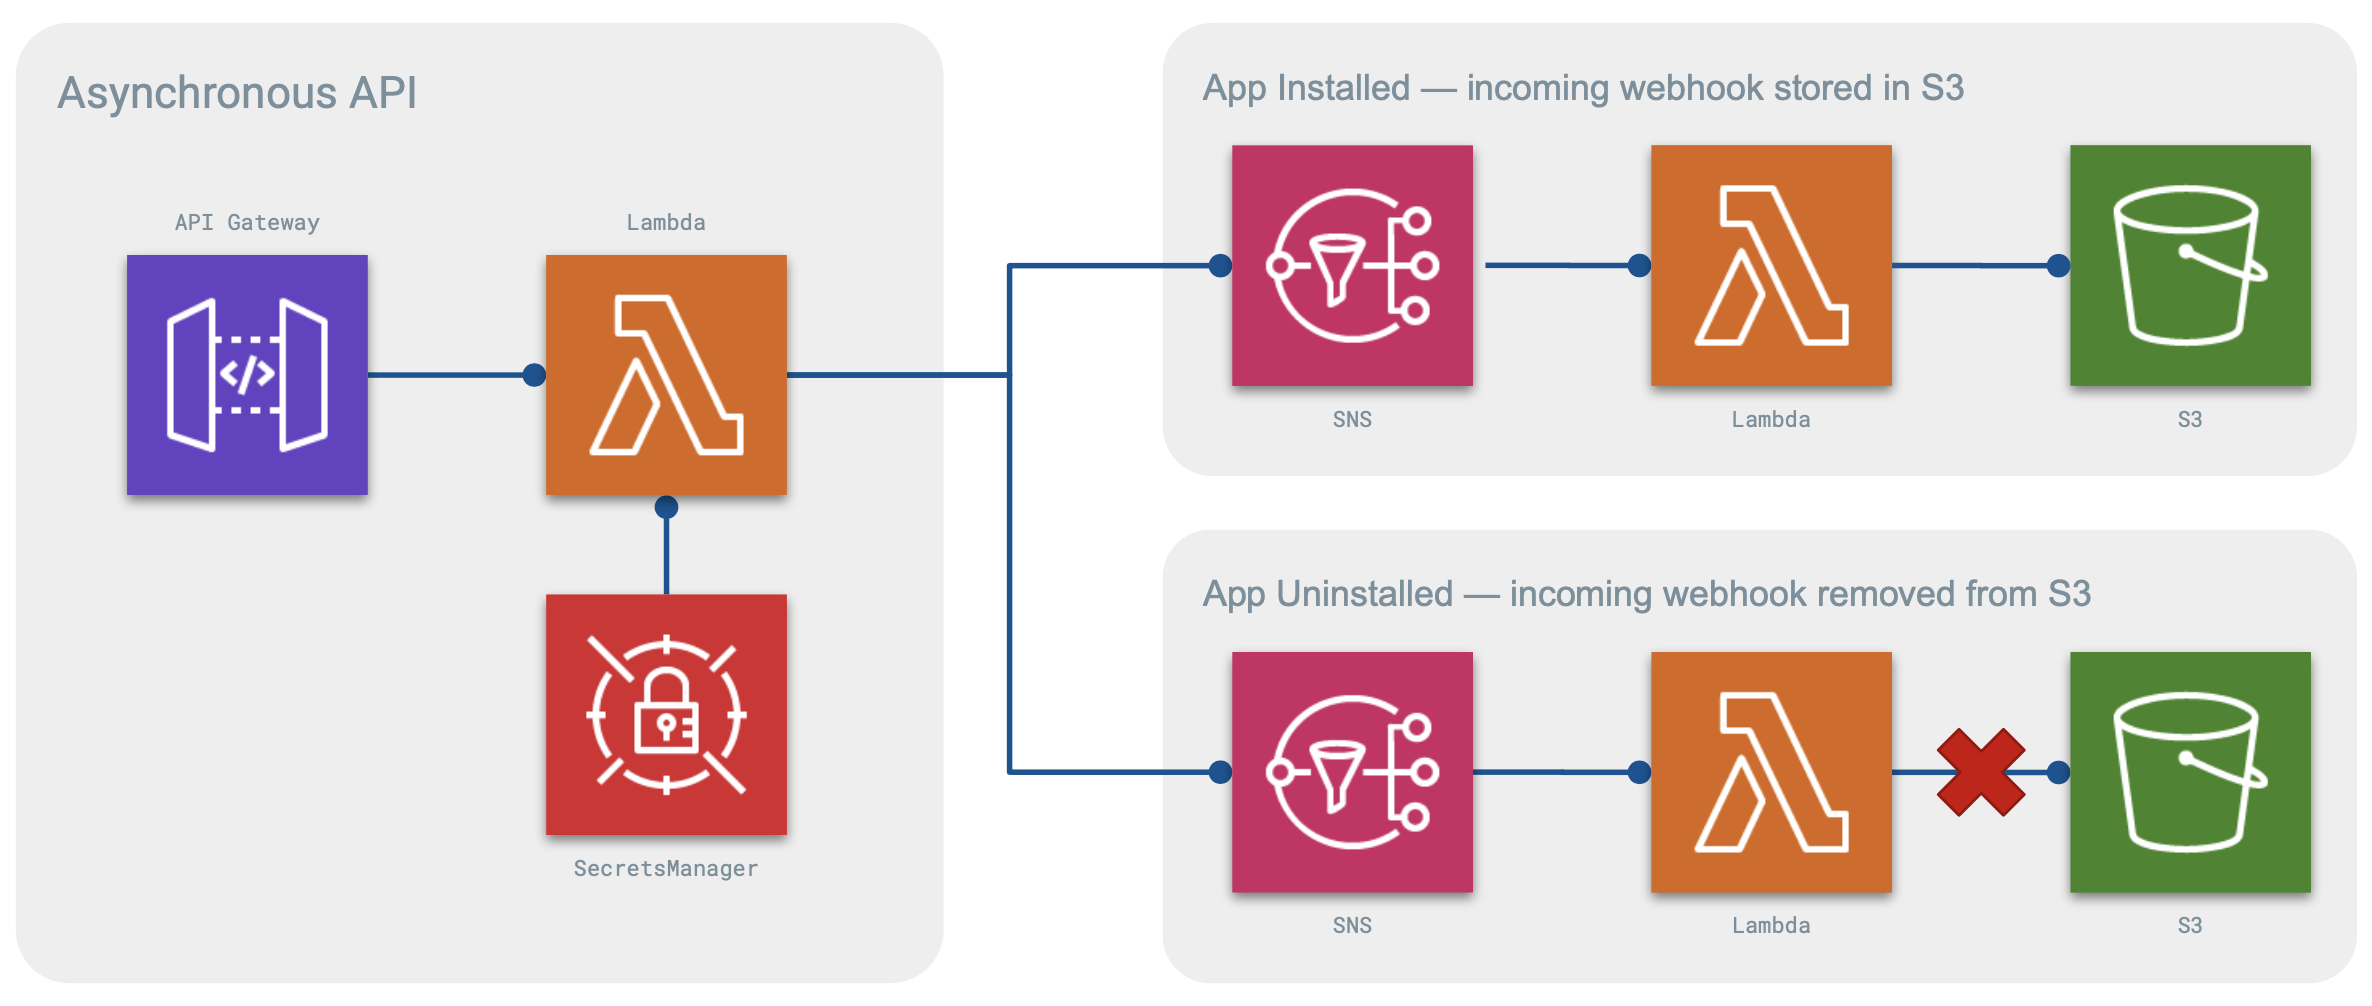 Asynchronous API
API Gateway
Lambda
</>
SecretsManager
App Installed — incoming webhook stored in S3
SNS
Lambda
S3
App Uninstalled — incoming webhook removed from S3
SNS
Lambda
S3